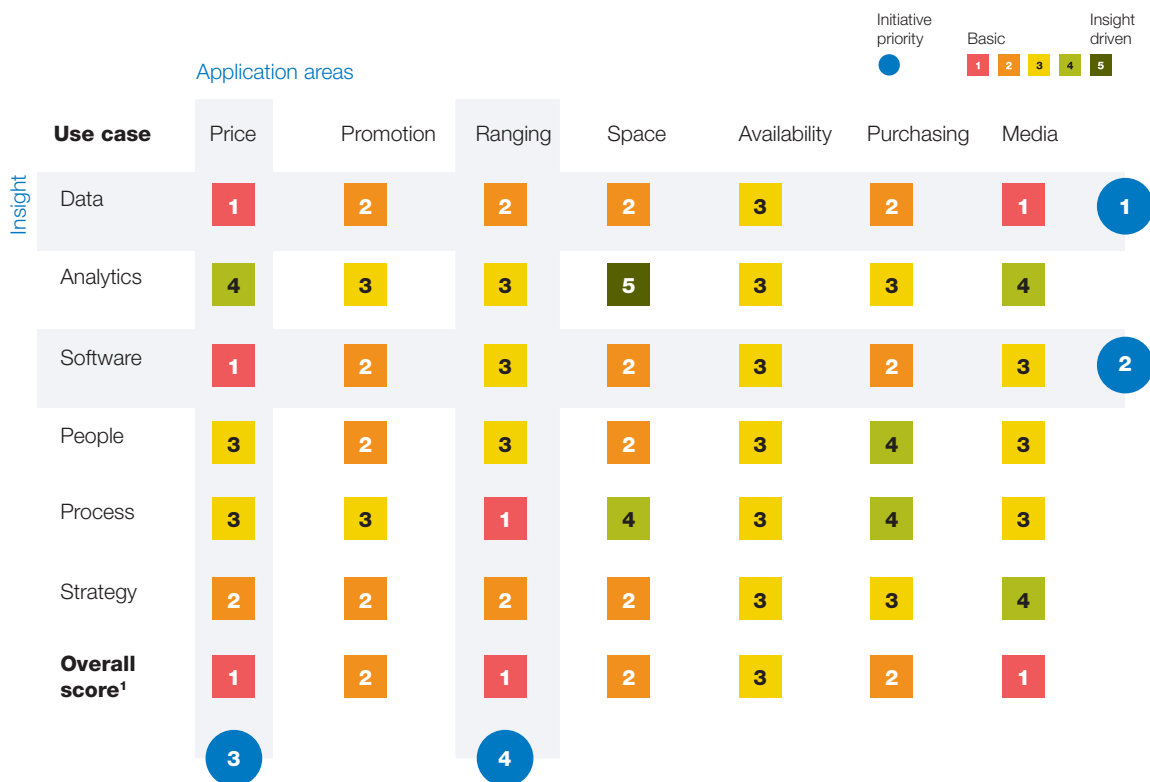 Initiative priority
Basic
Insight driven
1 2 3 4 5
Application areas
Use case Price Promotion Ranging Space Availability Purchasing Media
Insight
Data 1 2 2 2 3 2 1 1
Analytics 4 3 3 5 3 3 4
Software 1 2 3 2 3 2 3 2
People 3 2 3 2 3 4 3
Process 3 3 1 4 3 4 3
Strategy 2 2 2 2 3 3 4
Overall score¹ 1 2 1 2 3 2 1
3 4